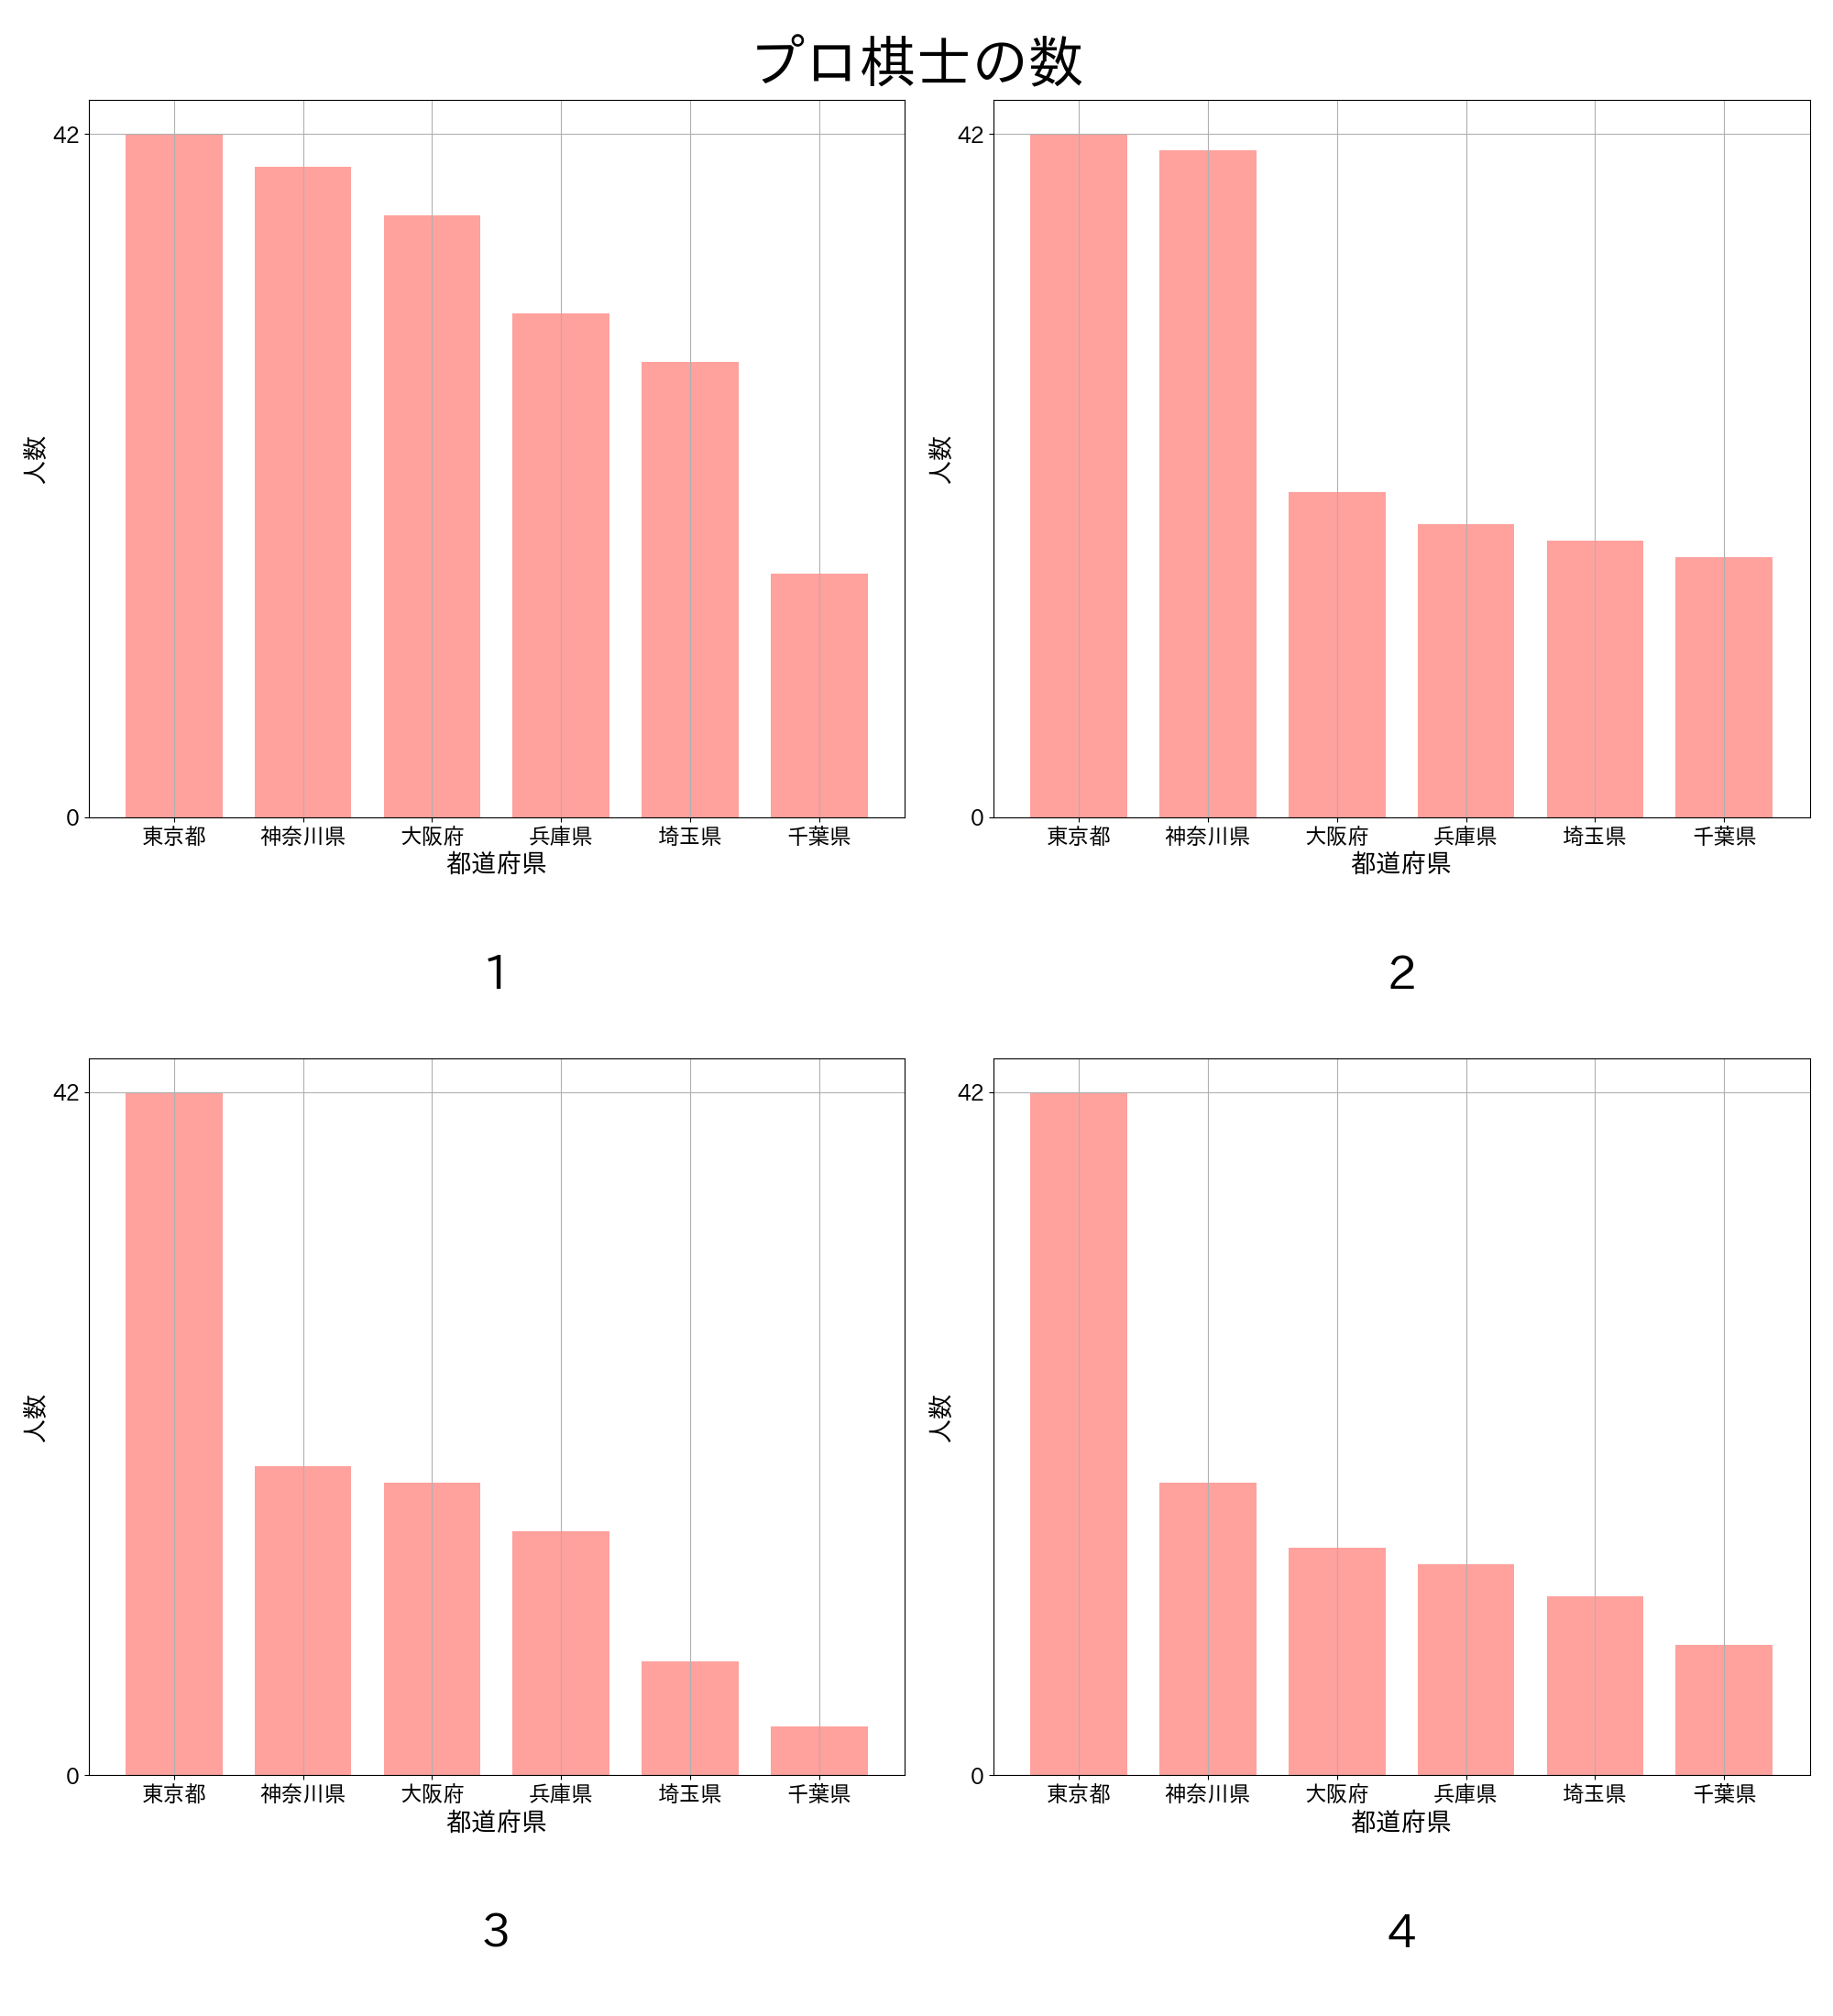 プロ棋士の数
42
人数
0
東京都 神奈川県 大阪府 兵庫県 埼玉県 千葉県
都道府県
1
42
人数
0
東京都 神奈川県 大阪府 兵庫県 埼玉県 千葉県
都道府県
2
42
人数
0
東京都 神奈川県 大阪府 兵庫県 埼玉県 千葉県
都道府県
3
42
人数
0
東京都 神奈川県 大阪府 兵庫県 埼玉県 千葉県
都道府県
4